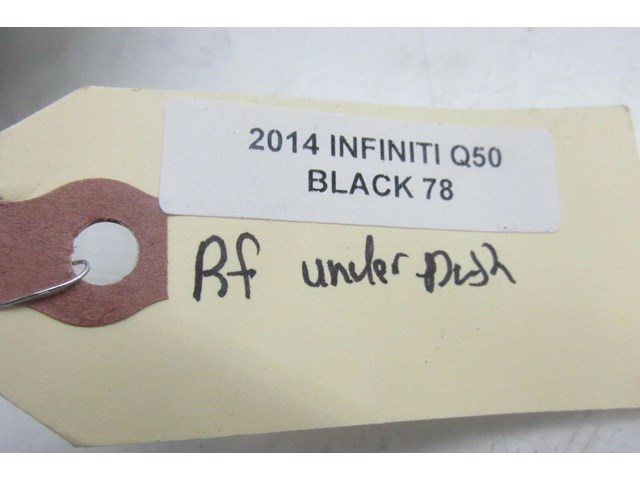 2014 INFINITI Q50
BLACK 78
Rf under Dash